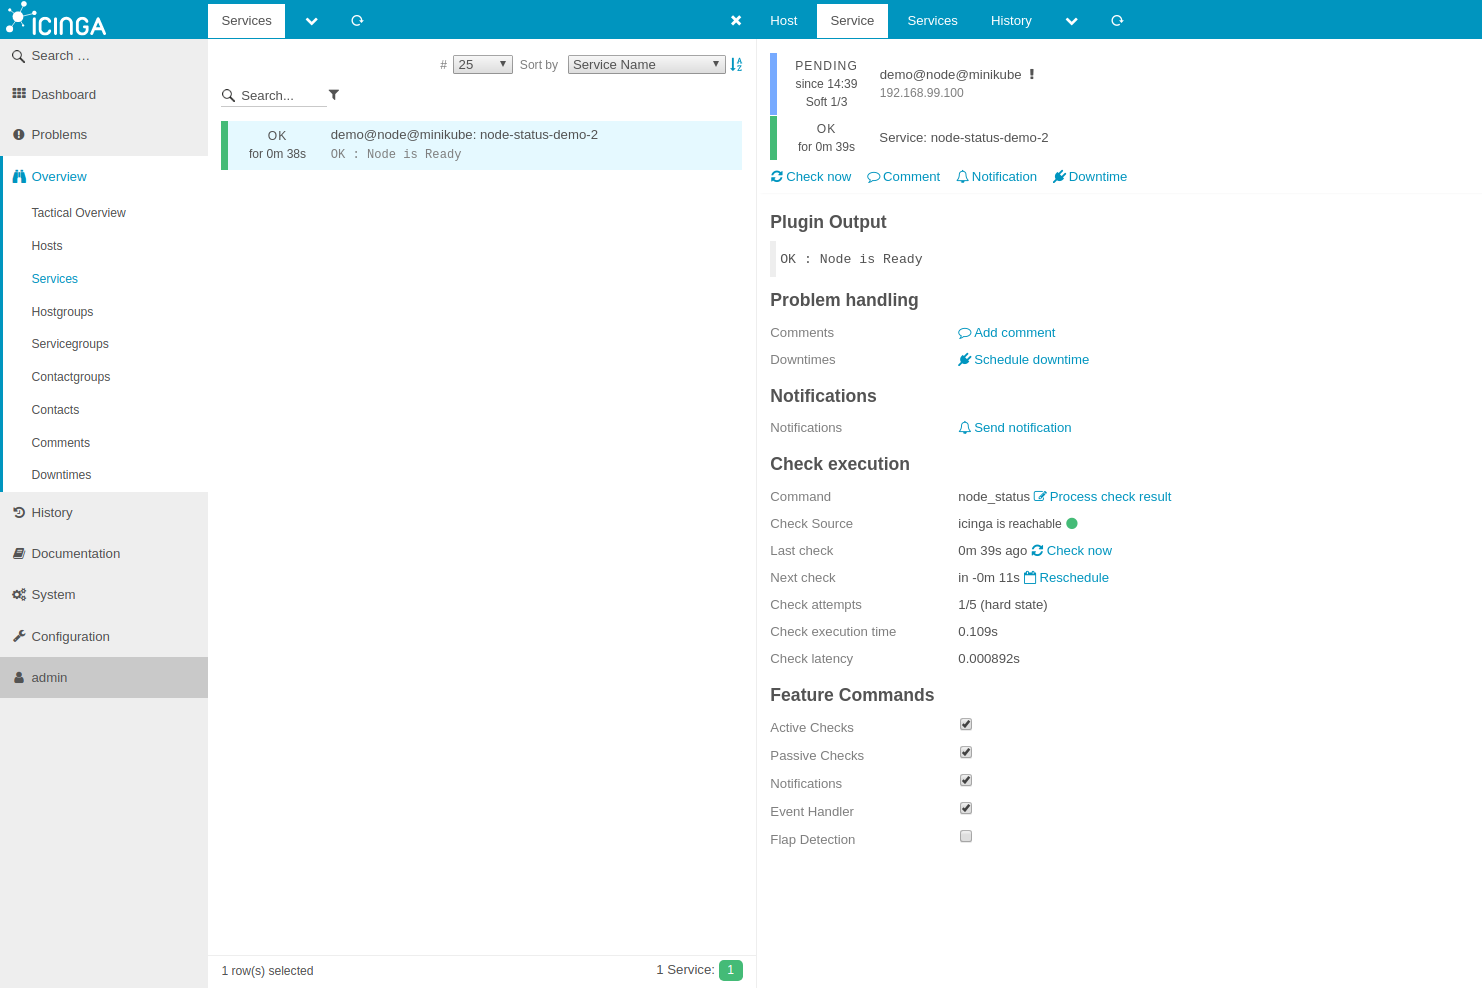 ICINGA
Search …
Dashboard
Problems
Overview
Tactical Overview
Hosts
Services
Hostgroups
Servicegroups
Contactgroups
Contacts
Comments
Downtimes
History
Documentation
System
Configuration
admin
Services
# 25 Sort by Service Name
Search...
OK
for 0m 38s
demo@node@minikube: node-status-demo-2
OK : Node is Ready
1 row(s) selected
1 Service: 1
Host Service Services History
PENDING
since 14:39
Soft 1/3
demo@node@minikube
192.168.99.100
OK
for 0m 39s
Service: node-status-demo-2
Check now Comment Notification Downtime
Plugin Output
OK : Node is Ready
Problem handling
Comments Add comment
Downtimes Schedule downtime
Notifications
Notifications Send notification
Check execution
Command node_status Process check result
Check Source icinga is reachable
Last check 0m 39s ago Check now
Next check in -0m 11s Reschedule
Check attempts 1/5 (hard state)
Check execution time 0.109s
Check latency 0.000892s
Feature Commands
Active Checks
Passive Checks
Notifications
Event Handler
Flap Detection